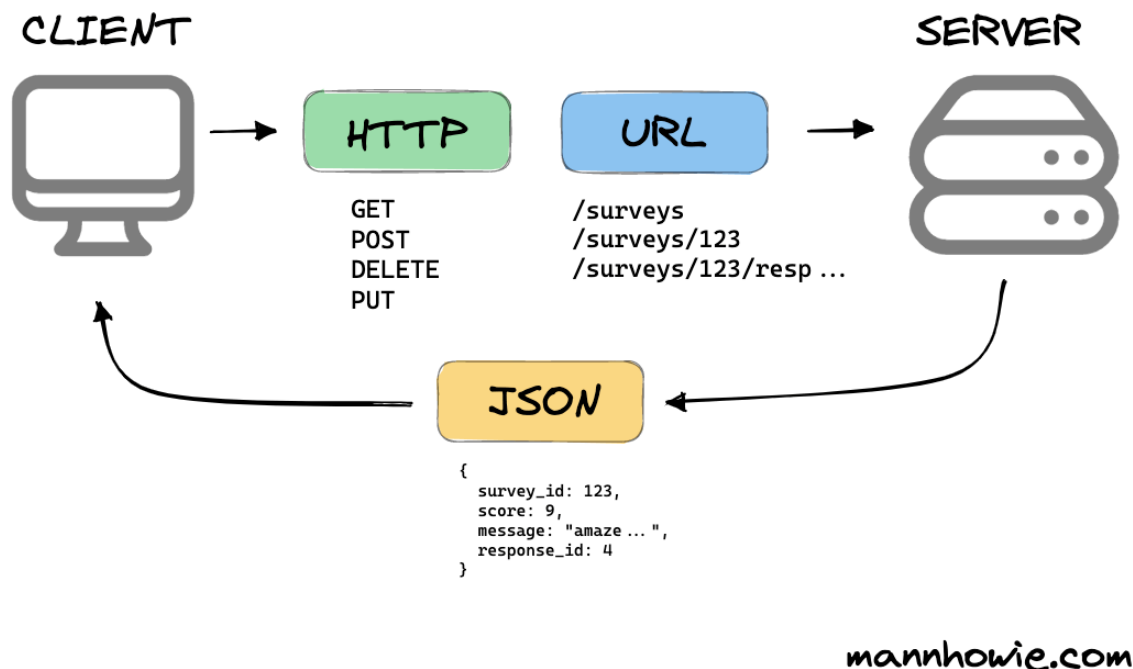 CLIENT
SERVER
HTTP
URL
GET
POST
DELETE
PUT
/surveys
/surveys/123
/surveys/123/resp...
JSON
{
survey_id: 123,
score: 9,
message: "amaze...",
response_id: 4
}
mannhowie.com